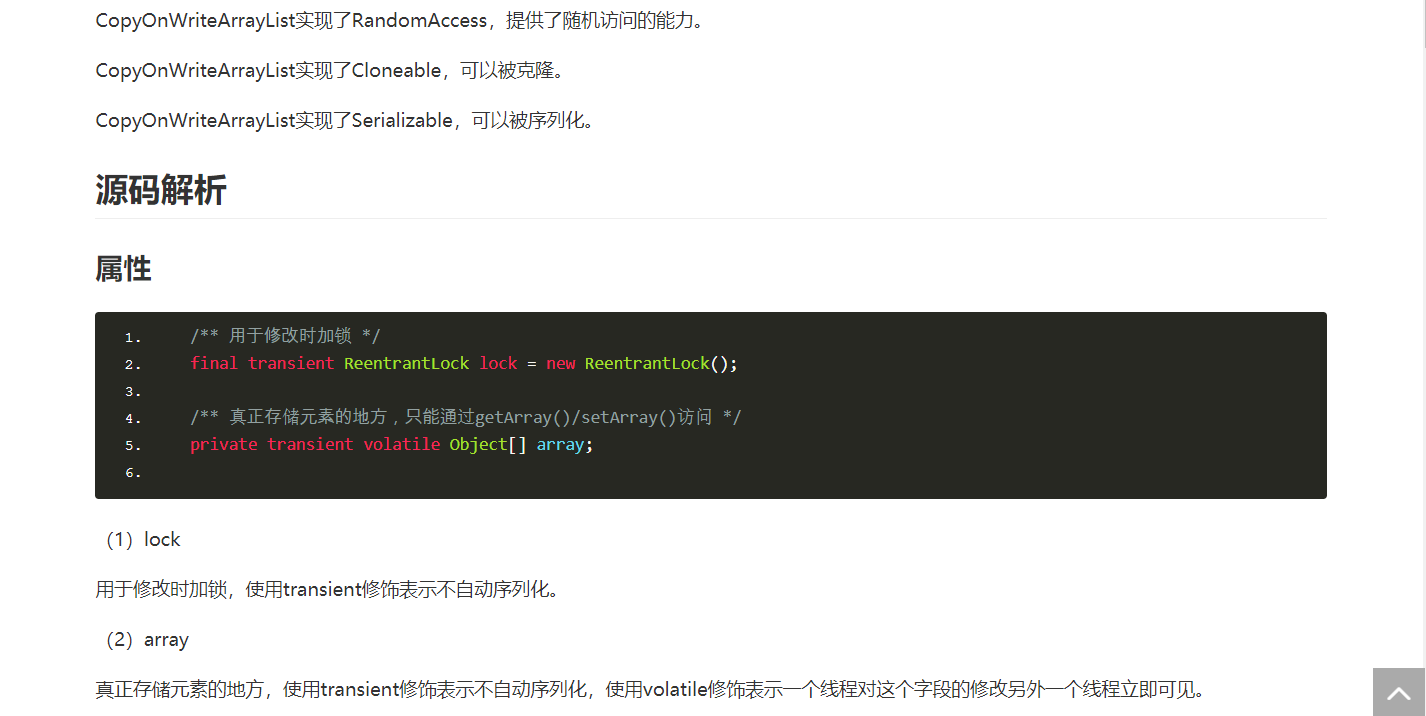 CopyOnWriteArrayList实现了RandomAccess，提供了随机访问的能力。
CopyOnWriteArrayList实现了Cloneable，可以被克隆。
CopyOnWriteArrayList实现了Serializable，可以被序列化。
源码解析
属性
1. /** 用于修改时加锁 */
2. final transient ReentrantLock lock = new ReentrantLock();
3.
4. /** 真正存储元素的地方，只能通过getArray()/setArray()访问 */
5. private transient volatile Object[] array;
6.
（1）lock
用于修改时加锁，使用transient修饰表示不自动序列化。
（2）array
真正存储元素的地方，使用transient修饰表示不自动序列化，使用volatile修饰表示一个线程对这个字段的修改另外一个线程立即可见。